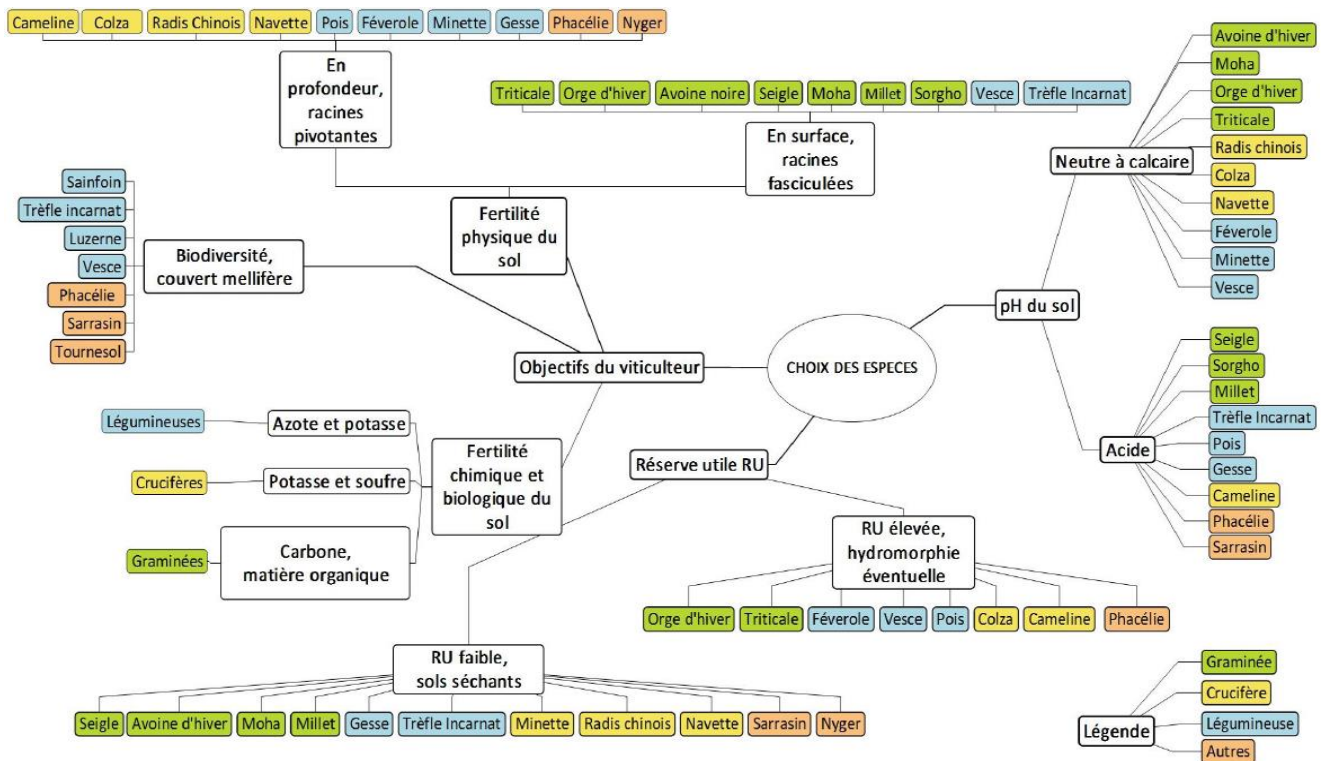 Cameline
Colza
Radis Chinois
Navette
Pois
Féverole
Minette
Gesse
Phacélie
Nyger
En
profondeur,
racines
pivotantes
Triticale
Orge d'hiver
Avoine noire
Seigle
Moha
Millet
Sorgho
Vesce
Trèfle Incarnat
En surface,
racines
fasciculées
Fertilité
physique du
sol
Sainfoin
Trèfle incarnat
Luzerne
Vesce
Phacélie
Sarrasin
Tournesol
Biodiversité,
couvert mellifère
Objectifs du viticulteur
CHOIX DES ESPECES
pH du sol
Neutre à calcaire
Avoine d'hiver
Moha
Orge d'hiver
Triticale
Radis chinois
Colza
Navette
Féverole
Minette
Vesce
Acide
Seigle
Sorgho
Millet
Trèfle Incarnat
Pois
Gesse
Cameline
Phacélie
Sarrasin
Légumineuses
Azote et potasse
Crucifères
Potasse et soufre
Graminées
Carbone,
matière organique
Fertilité
chimique et
biologique du
sol
Réserve utile RU
RU élevée,
hydromorphie
éventuelle
Orge d'hiver
Triticale
Féverole
Vesce
Pois
Colza
Cameline
Phacélie
RU faible,
sols séchants
Seigle
Avoine d'hiver
Moha
Millet
Gesse
Trèfle Incarnat
Minette
Radis chinois
Navette
Sarrasin
Nyger
Légende
Graminée
Crucifère
Légumineuse
Autres